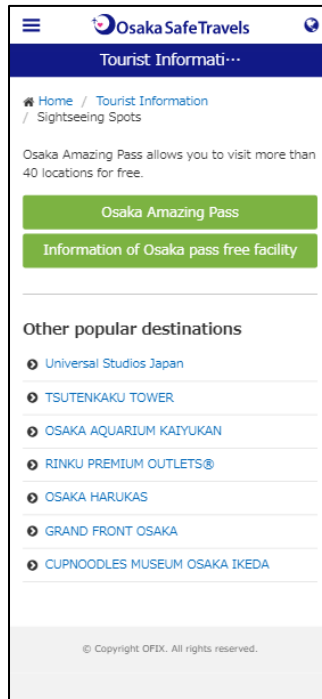 Osaka Safe Travels
Tourist Informati···
Home / Tourist Information
/ Sightseeing Spots
Osaka Amazing Pass allows you to visit more than
40 locations for free.
Osaka Amazing Pass
Information of Osaka pass free facility
Other popular destinations
Universal Studios Japan
TSUTENKAKU TOWER
OSAKA AQUARIUM KAIYUKAN
RINKU PREMIUM OUTLETS®
OSAKA HARUKAS
GRAND FRONT OSAKA
CUPNOODLES MUSEUM OSAKA IKEDA
© Copyright OFIX. All rights reserved.